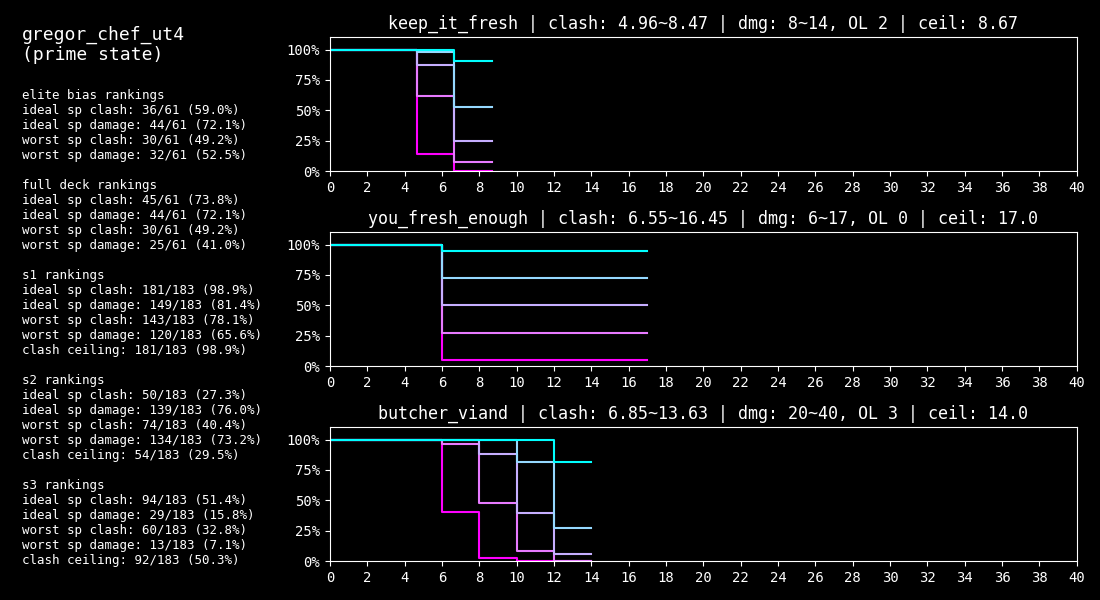 gregor_chef_ut4
(prime state)
elite bias rankings
ideal sp clash: 36/61 (59.0%)
ideal sp damage: 44/61 (72.1%)
worst sp clash: 30/61 (49.2%)
worst sp damage: 32/61 (52.5%)
full deck rankings
ideal sp clash: 45/61 (73.8%)
ideal sp damage: 44/61 (72.1%)
worst sp clash: 30/61 (49.2%)
worst sp damage: 25/61 (41.0%)
s1 rankings
ideal sp clash: 181/183 (98.9%)
ideal sp damage: 149/183 (81.4%)
worst sp clash: 143/183 (78.1%)
worst sp damage: 120/183 (65.6%)
clash ceiling: 181/183 (98.9%)
s2 rankings
ideal sp clash: 50/183 (27.3%)
ideal sp damage: 139/183 (76.0%)
worst sp clash: 74/183 (40.4%)
worst sp damage: 134/183 (73.2%)
clash ceiling: 54/183 (29.5%)
s3 rankings
ideal sp clash: 94/183 (51.4%)
ideal sp damage: 29/183 (15.8%)
worst sp clash: 60/183 (32.8%)
worst sp damage: 13/183 (7.1%)
clash ceiling: 92/183 (50.3%)
keep_it_fresh | clash: 4.96~8.47 | dmg: 8~14, OL 2 | ceil: 8.67
100%
75%
50%
25%
0%
0 2 4 6 8 10 12 14 16 18 20 22 24 26 28 30 32 34 36 38 40
you_fresh_enough | clash: 6.55~16.45 | dmg: 6~17, OL 0 | ceil: 17.0
100%
75%
50%
25%
0%
0 2 4 6 8 10 12 14 16 18 20 22 24 26 28 30 32 34 36 38 40
butcher_viand | clash: 6.85~13.63 | dmg: 20~40, OL 3 | ceil: 14.0
100%
75%
50%
25%
0%
0 2 4 6 8 10 12 14 16 18 20 22 24 26 28 30 32 34 36 38 40